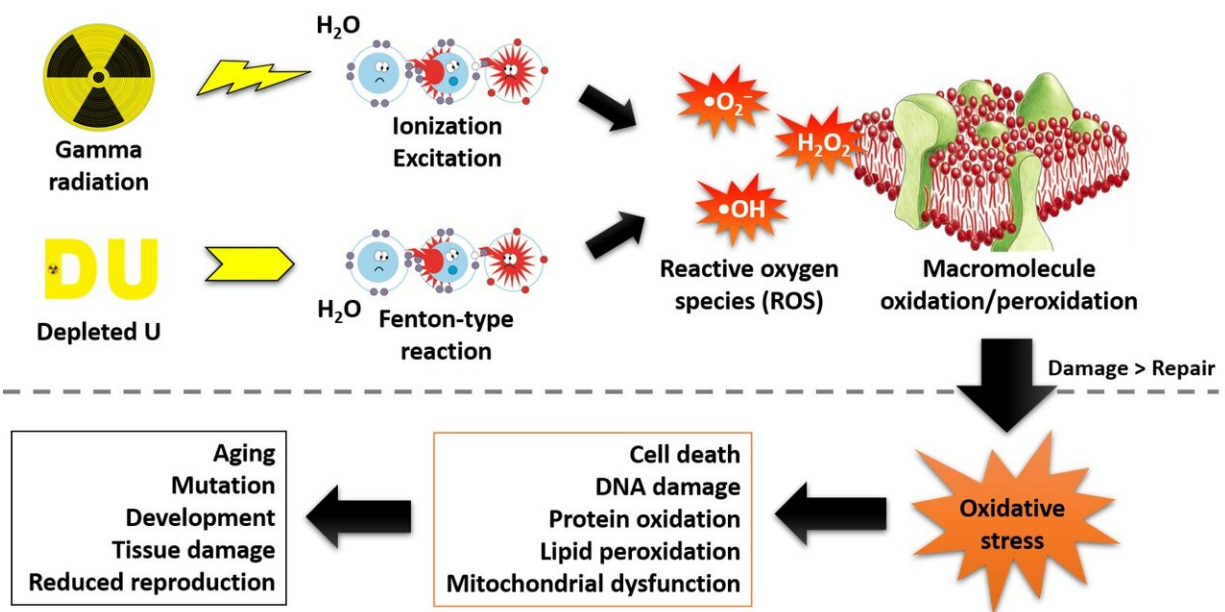 H₂O
Gamma
radiation
Ionization
Excitation
•O₂⁻
H₂O₂
•OH
DU
Depleted U
H₂O
Fenton-type
reaction
Reactive oxygen
species (ROS)
Macromolecule
oxidation/peroxidation
Damage > Repair
Aging
Mutation
Development
Tissue damage
Reduced reproduction
Cell death
DNA damage
Protein oxidation
Lipid peroxidation
Mitochondrial dysfunction
Oxidative
stress